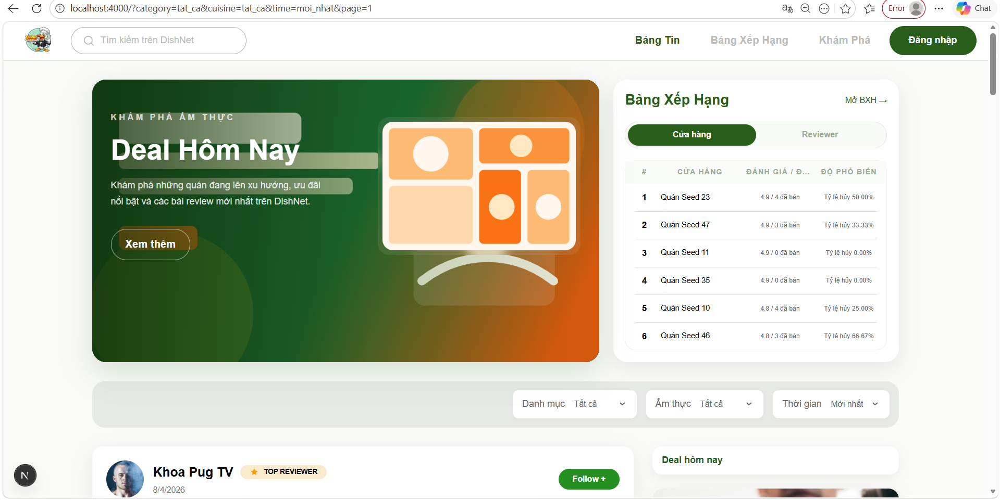 localhost:4000/?category=tat_ca&cuisine=tat_ca&time=moi_nhat&page=1
Error
Chat
Tìm kiếm trên DishNet
Bảng Tin
Bảng Xếp Hạng
Khám Phá
Đăng nhập
KHÁM PHÁ ẨM THỰC
Deal Hôm Nay
Khám phá những quán đang lên xu hướng, ưu đãi
nổi bật và các bài review mới nhất trên DishNet.
Xem thêm
Bảng Xếp Hạng
Mở BXH →
Cửa hàng
Reviewer
# CỬA HÀNG ĐÁNH GIÁ / Đ... ĐỘ PHỔ BIẾN
1 Quán Seed 23 4.9 / 4 đã bán Tỷ lệ hủy 50.00%
2 Quán Seed 47 4.9 / 3 đã bán Tỷ lệ hủy 33.33%
3 Quán Seed 11 4.9 / 0 đã bán Tỷ lệ hủy 0.00%
4 Quán Seed 35 4.9 / 0 đã bán Tỷ lệ hủy 0.00%
5 Quán Seed 10 4.8 / 4 đã bán Tỷ lệ hủy 25.00%
6 Quán Seed 46 4.8 / 3 đã bán Tỷ lệ hủy 66.67%
Danh mục Tất cả
Ẩm thực Tất cả
Thời gian Mới nhất
Khoa Pug TV
TOP REVIEWER
8/4/2026
Follow +
Deal hôm nay
N